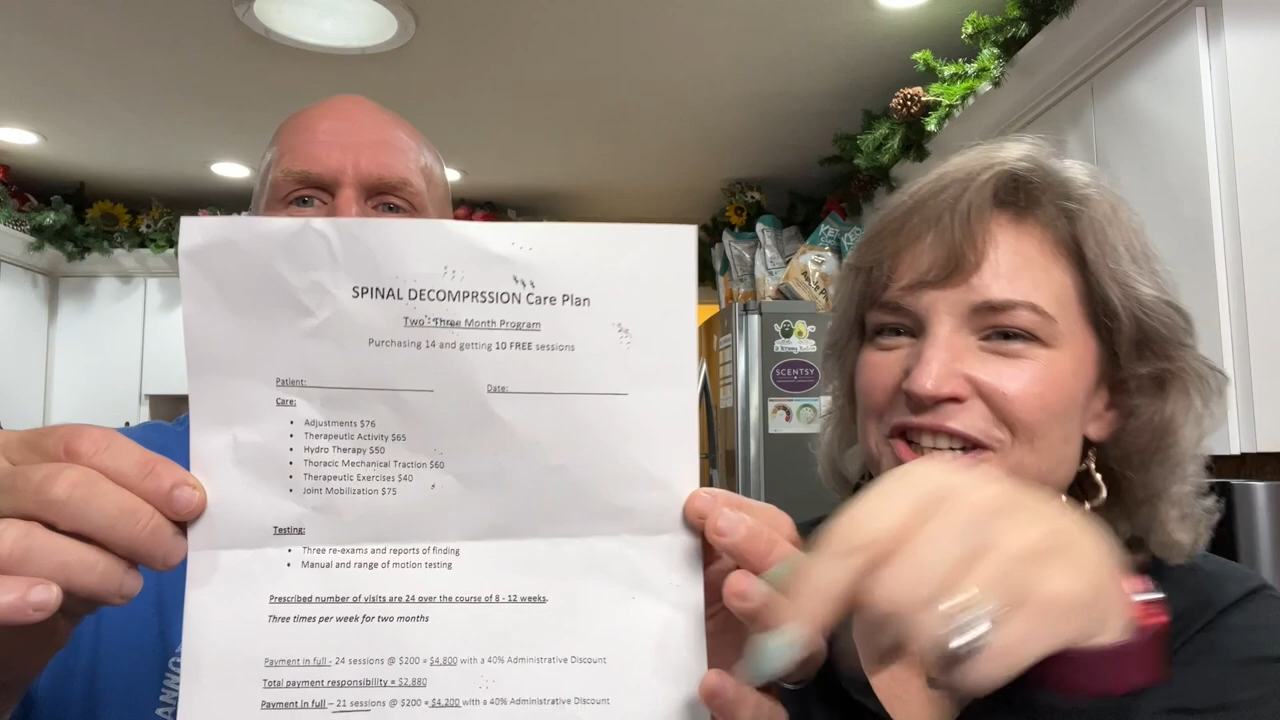 SPINAL DECOMPRSSION Care Plan
Two - Three Month Program
Purchasing 14 and getting 10 FREE sessions
Patient: Date:
Care:
• Adjustments $76
• Therapeutic Activity $65
• Hydro Therapy $50
• Thoracic Mechanical Traction $60
• Therapeutic Exercises $40
• Joint Mobilization $75
Testing:
• Three re-exams and reports of finding
• Manual and range of motion testing
Prescribed number of visits are 24 over the course of 8 - 12 weeks.
Three times per week for two months
Payment in full - 24 sessions @ $200 = $4,800 with a 40% Administrative Discount
Total payment responsibility = $2,880
Payment in full – 21 sessions @ $200 = $4,200 with a 40% Administrative Discount
SCENTSY
ANNO